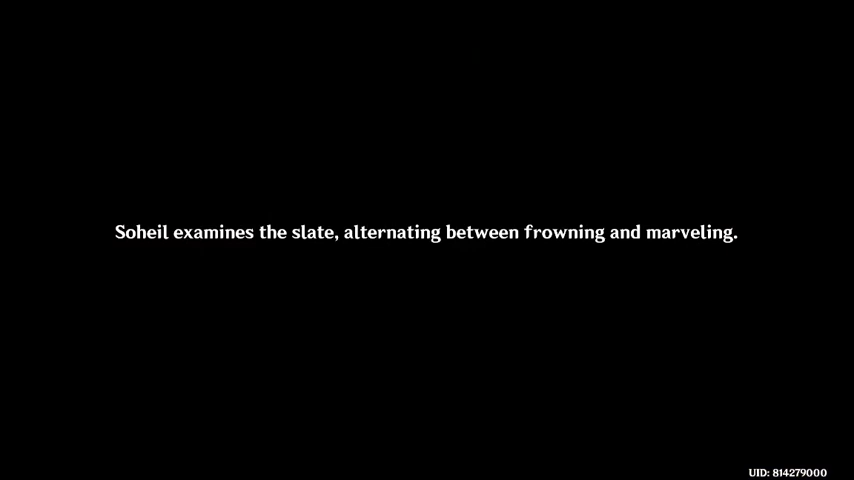 Soheil examines the slate, alternating between frowning and marveling.
UID: 814279000